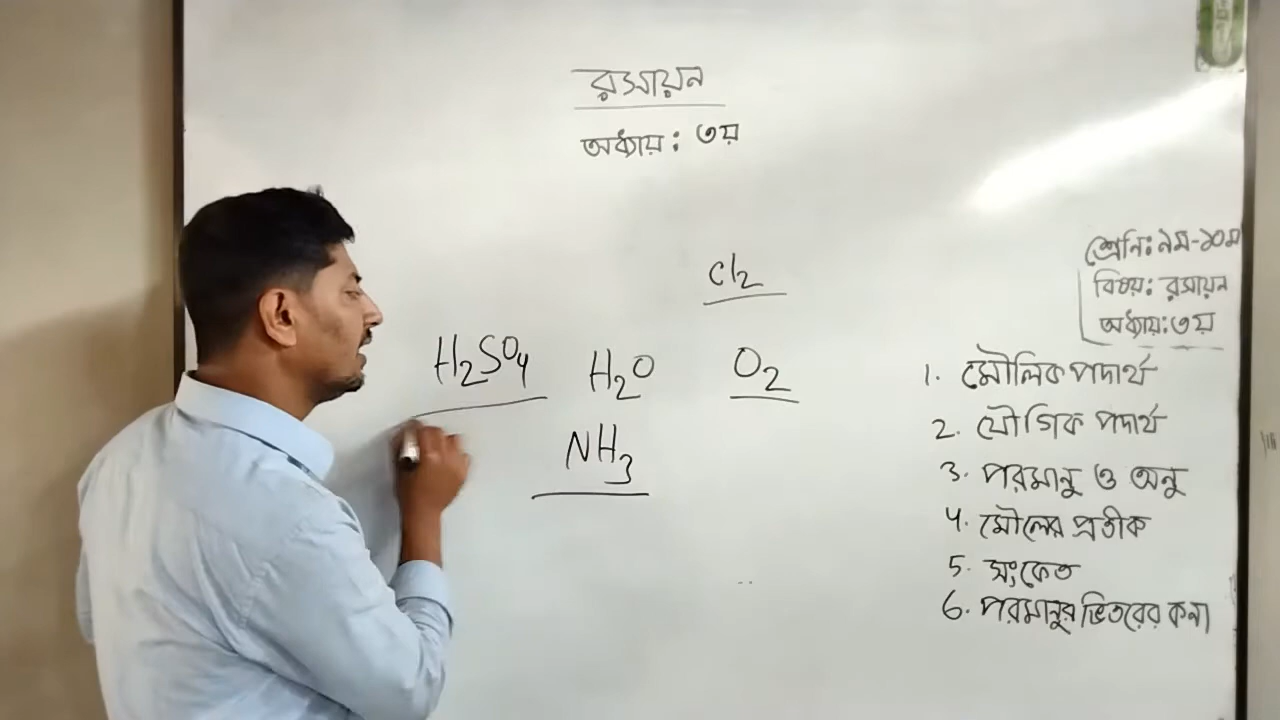 রসায়ন
অধ্যায় : ৩য়
Cl2
H2SO4 H2O O2
NH3
শ্রেনি: ৯ম-১০ম
বিষয়: রসায়ন
অধ্যায়: ৩য়
1. মৌলিক পদার্থ
2. যৌগিক পদার্থ
3. পরমানু ও অনু
4. মৌলের প্রতীক
5. সংকেত
6. পরমানুর ভিতরের কনা